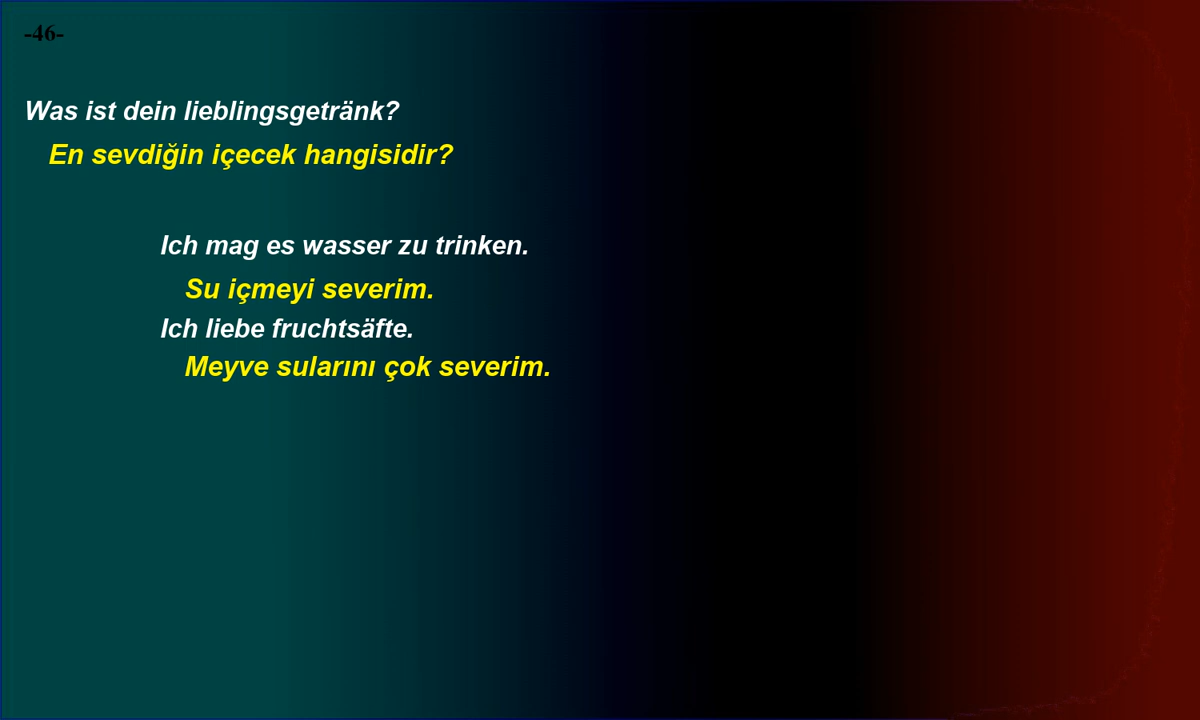 -46-
Was ist dein lieblingsgetränk?
En sevdiğin içecek hangisidir?
Ich mag es wasser zu trinken.
Su içmeyi severim.
Ich liebe fruchtsäfte.
Meyve sularını çok severim.